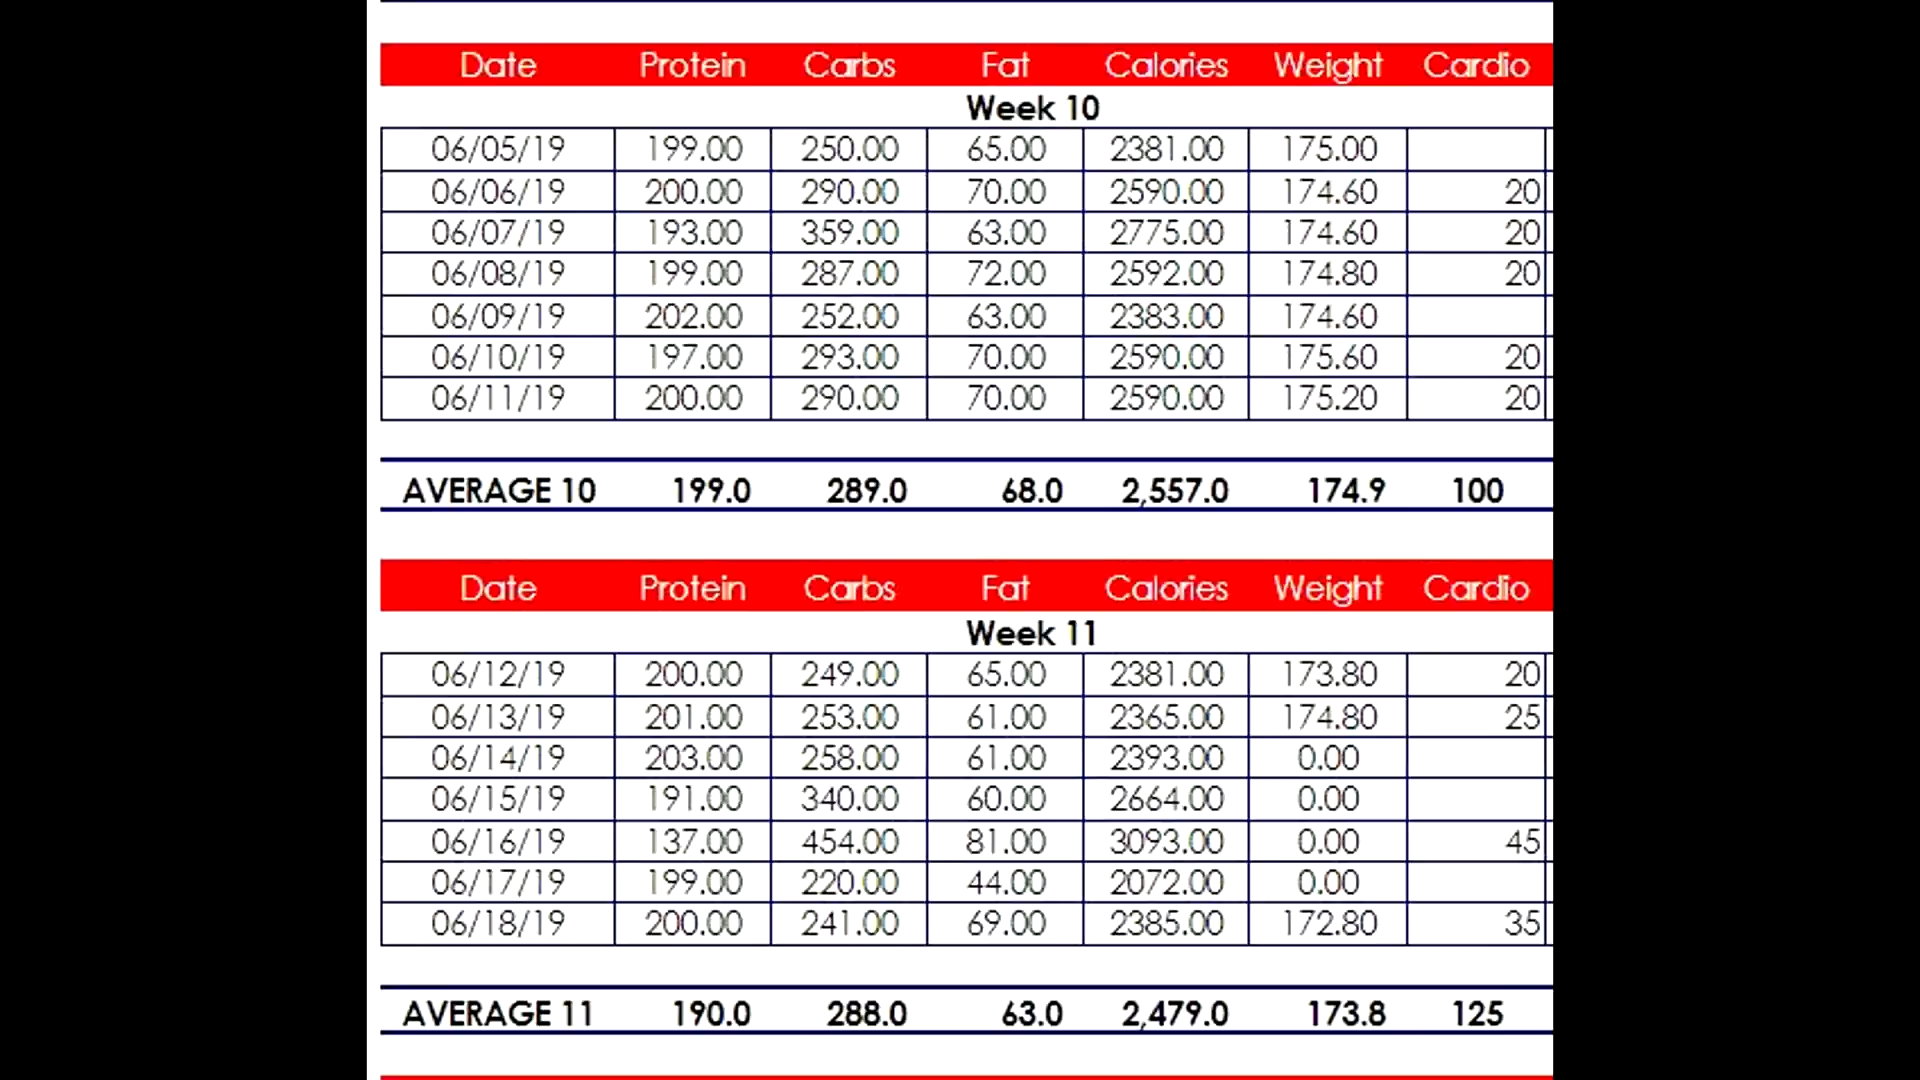 Date Protein Carbs Fat Calories Weight Cardio
Week 10
06/05/19 199.00 250.00 65.00 2381.00 175.00
06/06/19 200.00 290.00 70.00 2590.00 174.60 20
06/07/19 193.00 359.00 63.00 2775.00 174.60 20
06/08/19 199.00 287.00 72.00 2592.00 174.80 20
06/09/19 202.00 252.00 63.00 2383.00 174.60
06/10/19 197.00 293.00 70.00 2590.00 175.60 20
06/11/19 200.00 290.00 70.00 2590.00 175.20 20
AVERAGE 10 199.0 289.0 68.0 2,557.0 174.9 100
Date Protein Carbs Fat Calories Weight Cardio
Week 11
06/12/19 200.00 249.00 65.00 2381.00 173.80 20
06/13/19 201.00 253.00 61.00 2365.00 174.80 25
06/14/19 203.00 258.00 61.00 2393.00 0.00
06/15/19 191.00 340.00 60.00 2664.00 0.00
06/16/19 137.00 454.00 81.00 3093.00 0.00 45
06/17/19 199.00 220.00 44.00 2072.00 0.00
06/18/19 200.00 241.00 69.00 2385.00 172.80 35
AVERAGE 11 190.0 288.0 63.0 2,479.0 173.8 125